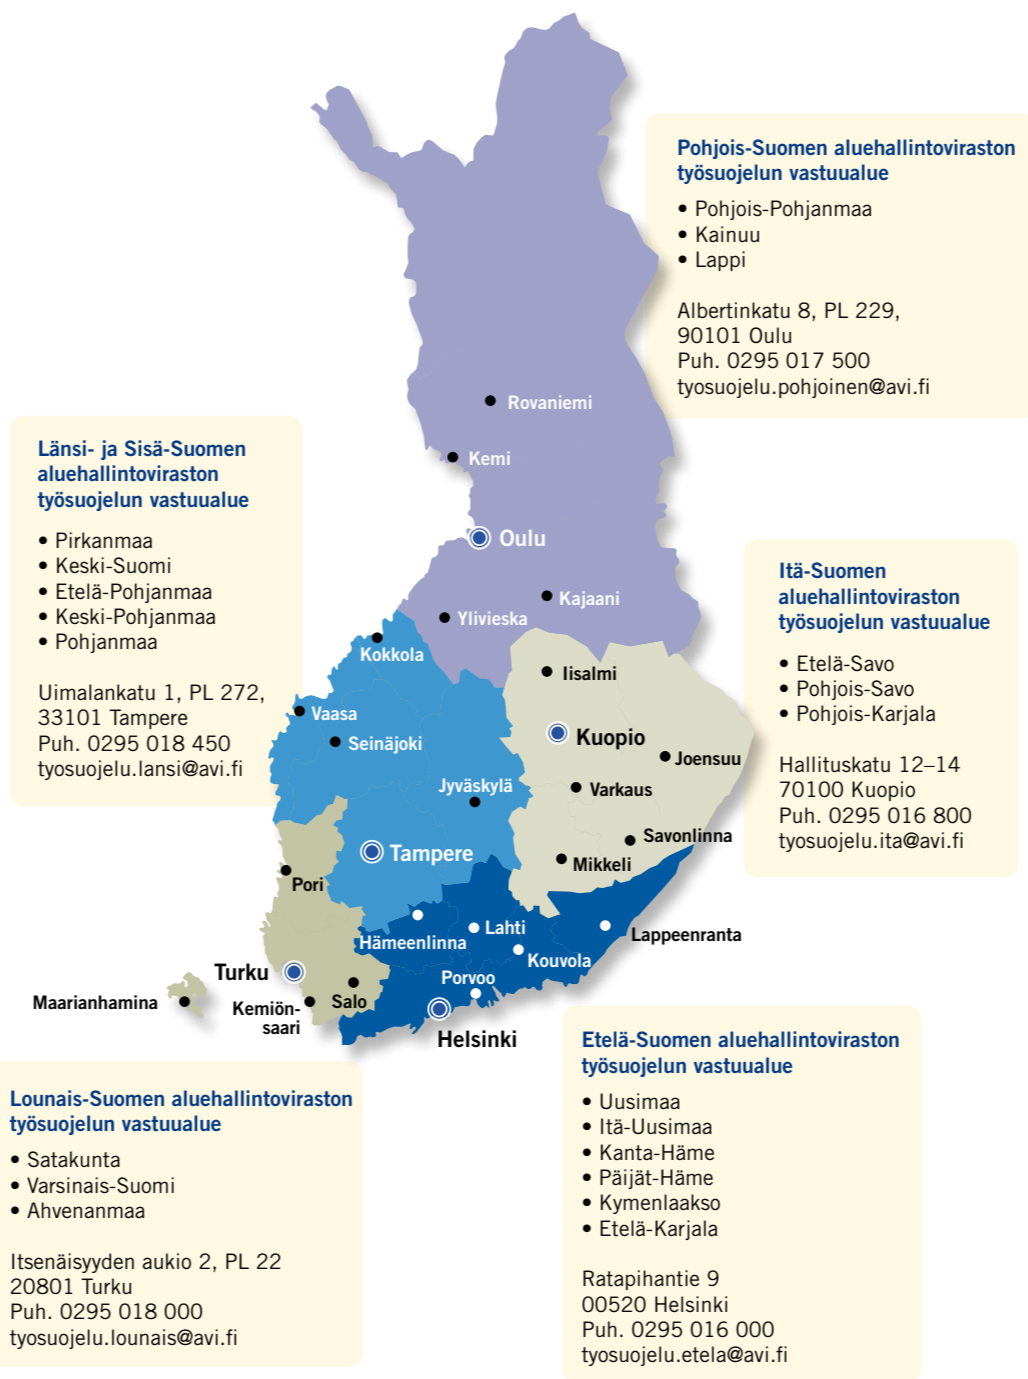 Pohjois-Suomen aluehallintoviraston
työsuojelun vastuualue
• Pohjois-Pohjanmaa
• Kainuu
• Lappi
Albertinkatu 8, PL 229,
90101 Oulu
Puh. 0295 017 500
tyosuojelu.pohjoinen@avi.fi
Rovaniemi
Kemi
Oulu
Kajaani
Ylivieska
Länsi- ja Sisä-Suomen
aluehallintoviraston
työsuojelun vastuualue
• Pirkanmaa
• Keski-Suomi
• Etelä-Pohjanmaa
• Keski-Pohjanmaa
• Pohjanmaa
Uimalankatu 1, PL 272,
33101 Tampere
Puh. 0295 018 450
tyosuojelu.lansi@avi.fi
Kokkola
Vaasa
Seinäjoki
Jyväskylä
Tampere
Itä-Suomen
aluehallintoviraston
työsuojelun vastuualue
• Etelä-Savo
• Pohjois-Savo
• Pohjois-Karjala
Hallituskatu 12–14
70100 Kuopio
Puh. 0295 016 800
tyosuojelu.ita@avi.fi
Iisalmi
Kuopio
Joensuu
Varkaus
Savonlinna
Mikkeli
Pori
Turku
Maarianhamina
Kemiön-
saari
Salo
Hämeenlinna
Lahti
Kouvola
Lappeenranta
Porvoo
Helsinki
Lounais-Suomen aluehallintoviraston
työsuojelun vastuualue
• Satakunta
• Varsinais-Suomi
• Ahvenanmaa
Itsenäisyyden aukio 2, PL 22
20801 Turku
Puh. 0295 018 000
tyosuojelu.lounais@avi.fi
Etelä-Suomen aluehallintoviraston
työsuojelun vastuualue
• Uusimaa
• Itä-Uusimaa
• Kanta-Häme
• Päijät-Häme
• Kymenlaakso
• Etelä-Karjala
Ratapihantie 9
00520 Helsinki
Puh. 0295 016 000
tyosuojelu.etela@avi.fi